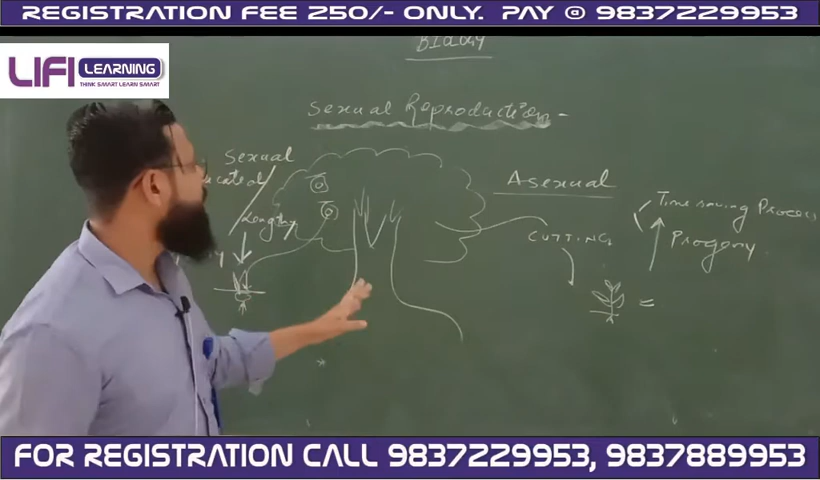 REGISTRATION FEE 250/- ONLY. PAY @ 9837229953
BIOLOGY
LIFI LEARNING
THINK SMART LEARN SMART
Sexual Reproduction -
Sexual
Lengthy
Asexual
CUTTING
Time saving Process
Progeny
FOR REGISTRATION CALL 9837229953, 9837889953